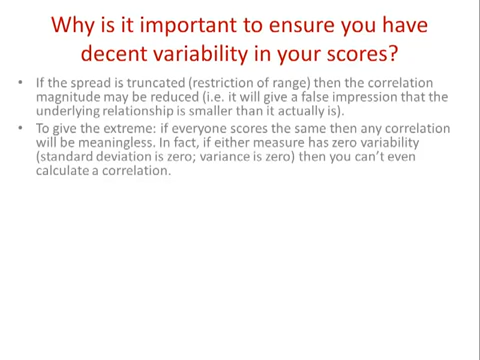 Why is it important to ensure you have
decent variability in your scores?
• If the spread is truncated (restriction of range) then the correlation
magnitude may be reduced (i.e. it will give a false impression that the
underlying relationship is smaller than it actually is).
• To give the extreme: if everyone scores the same then any correlation
will be meaningless. In fact, if either measure has zero variability
(standard deviation is zero; variance is zero) then you can't even
calculate a correlation.